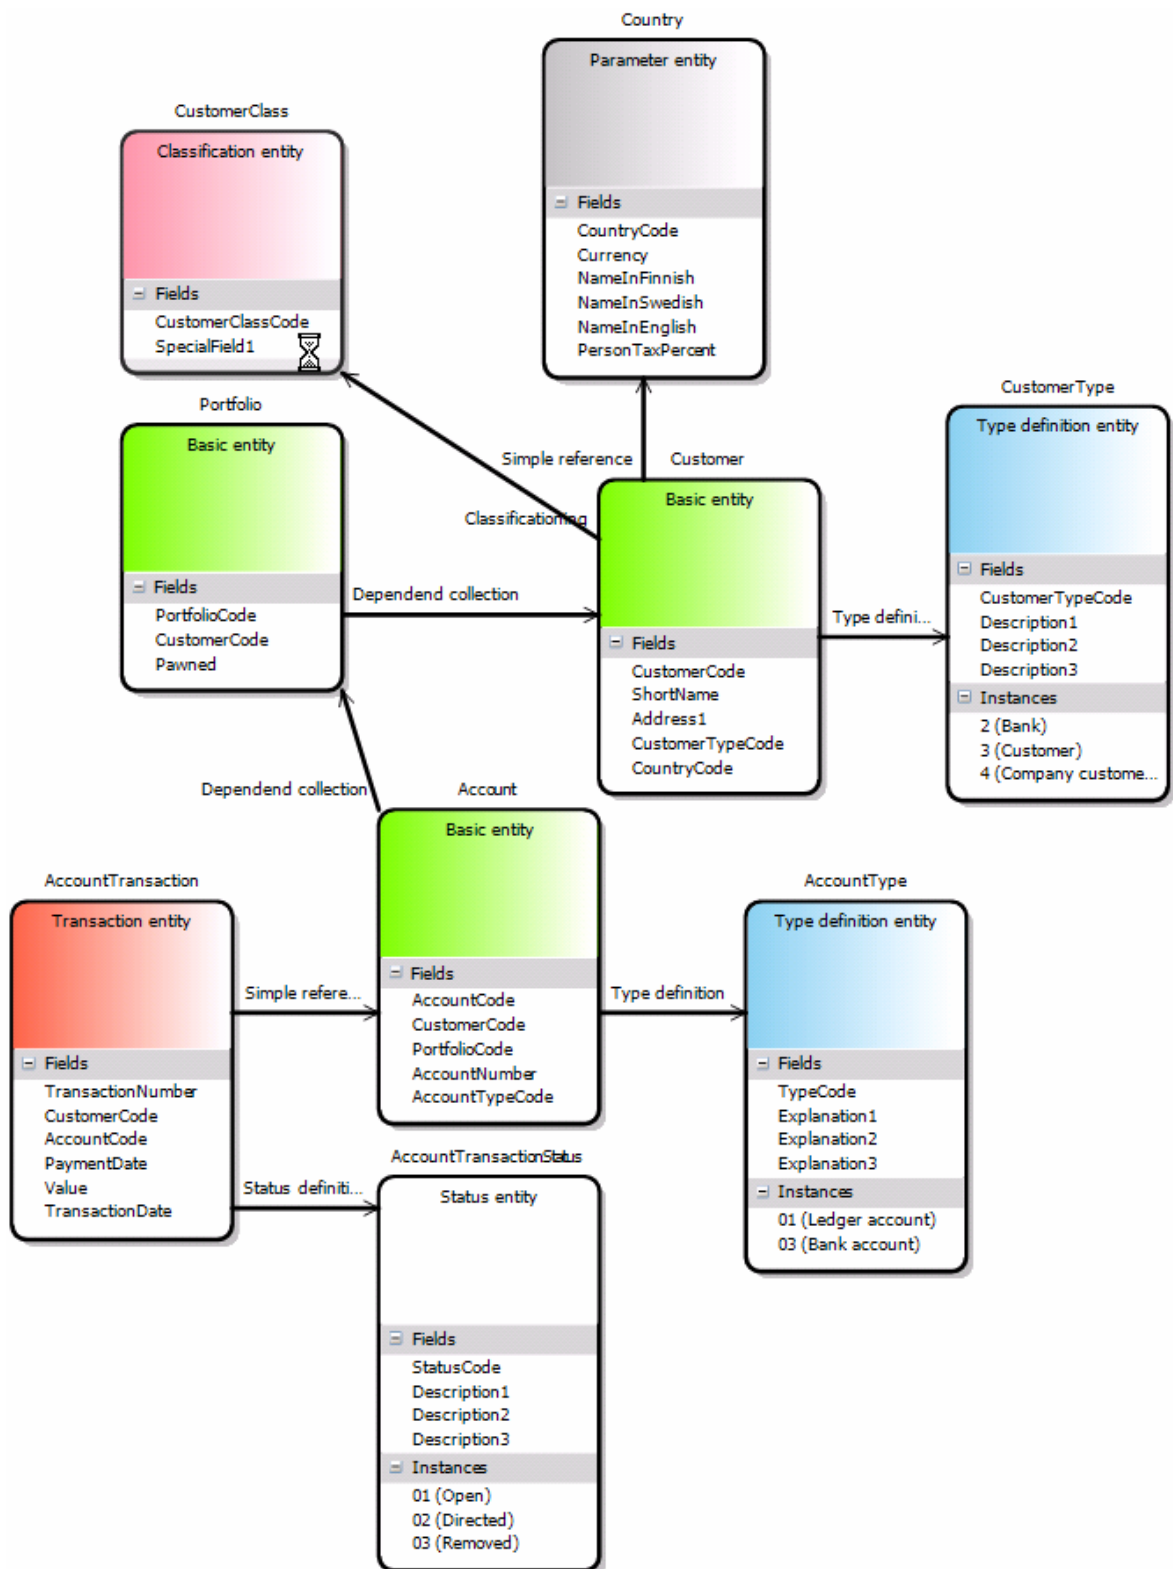 Country
Parameter entity
Fields
CountryCode
Currency
NameInFinnish
NameInSwedish
NameInEnglish
PersonTaxPercent
CustomerClass
Classification entity
Fields
CustomerClassCode
SpecialField1
CustomerType
Type definition entity
Fields
CustomerTypeCode
Description1
Description2
Description3
Instances
2 (Bank)
3 (Customer)
4 (Company custome...
Portfolio
Basic entity
Fields
PortfolioCode
CustomerCode
Pawned
Simple reference
Classificationing
Dependend collection
Customer
Basic entity
Fields
CustomerCode
ShortName
Address1
CustomerTypeCode
CountryCode
Type defini...
Dependend collection
Account
Basic entity
Fields
AccountCode
CustomerCode
PortfolioCode
AccountNumber
AccountTypeCode
AccountTransaction
Transaction entity
Fields
TransactionNumber
CustomerCode
AccountCode
PaymentDate
Value
TransactionDate
Simple refere...
Type definition
AccountType
Type definition entity
Fields
TypeCode
Explanation1
Explanation2
Explanation3
Instances
01 (Ledger account)
03 (Bank account)
Status definiti...
AccountTransactionStatus
Status entity
Fields
StatusCode
Description1
Description2
Description3
Instances
01 (Open)
02 (Directed)
03 (Removed)